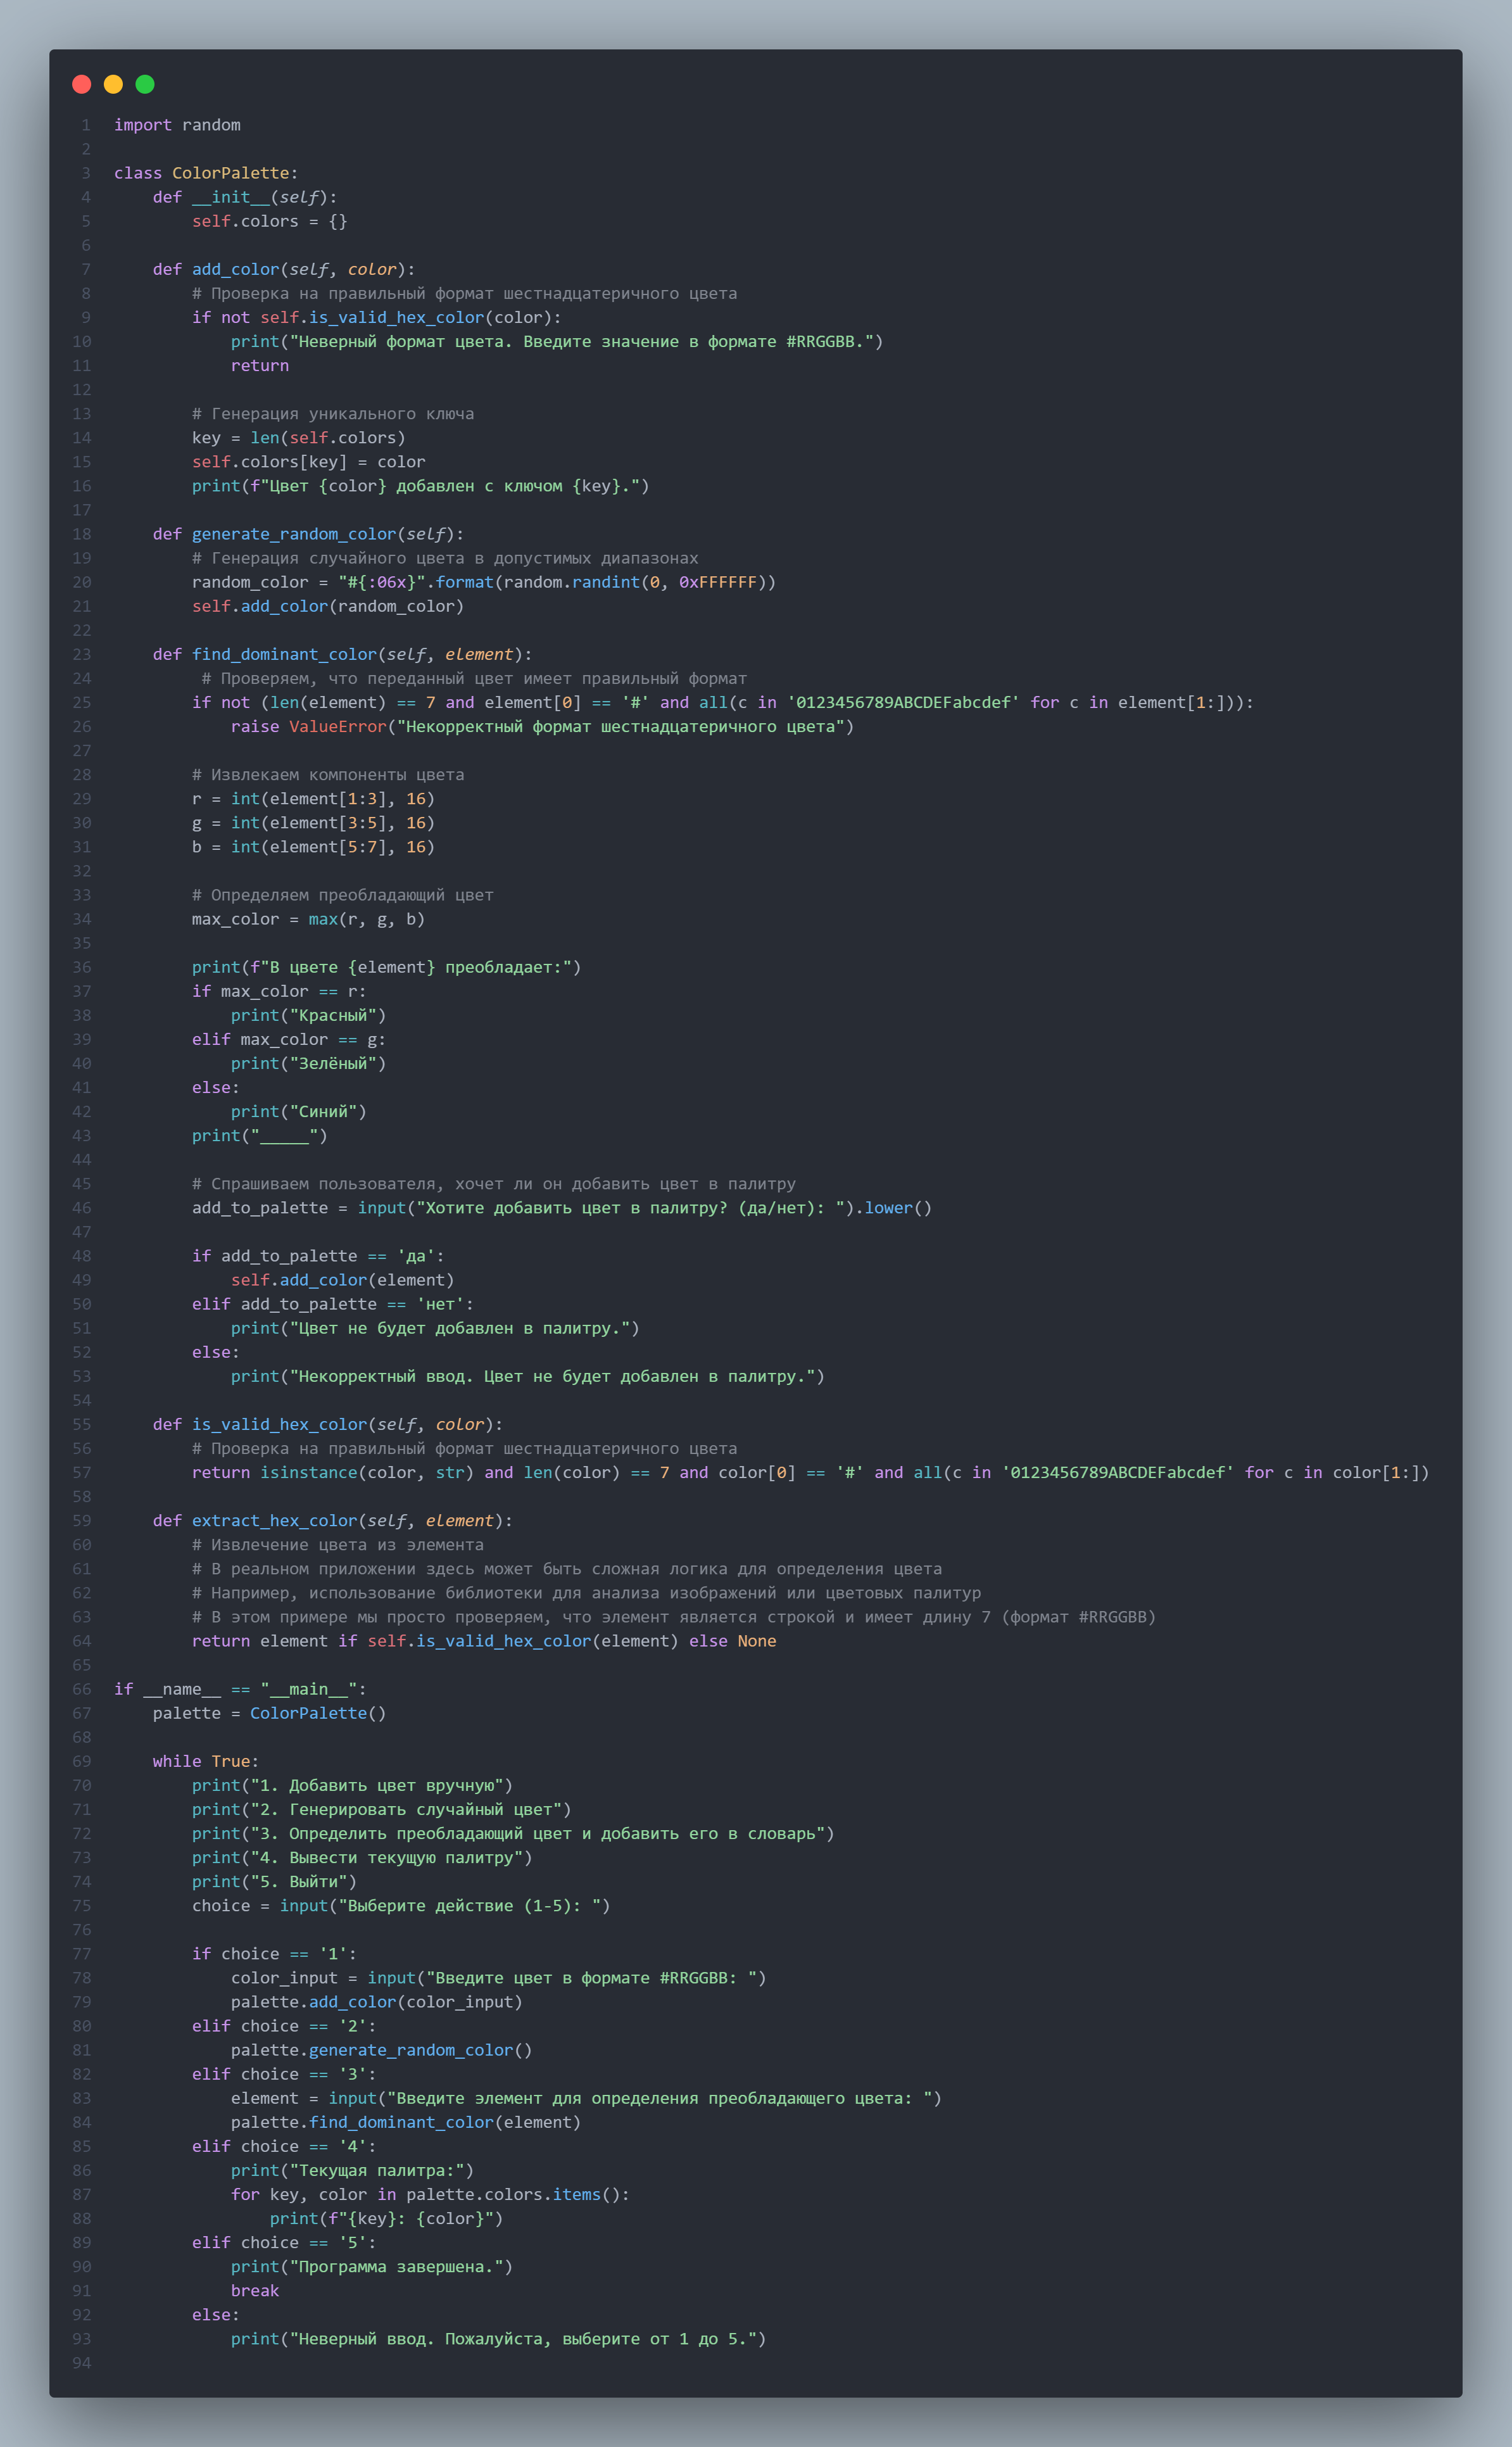 1 import random
2
3 class ColorPalette:
4     def __init__(self):
5         self.colors = {}
6
7     def add_color(self, color):
8         # Проверка на правильный формат шестнадцатеричного цвета
9         if not self.is_valid_hex_color(color):
10             print("Неверный формат цвета. Введите значение в формате #RRGGBB.")
11             return
12
13         # Генерация уникального ключа
14         key = len(self.colors)
15         self.colors[key] = color
16         print(f"Цвет {color} добавлен с ключом {key}.")
17
18     def generate_random_color(self):
19         # Генерация случайного цвета в допустимых диапазонах
20         random_color = "#{:06x}".format(random.randint(0, 0xFFFFFF))
21         self.add_color(random_color)
22
23     def find_dominant_color(self, element):
24          # Проверяем, что переданный цвет имеет правильный формат
25         if not (len(element) == 7 and element[0] == '#' and all(c in '0123456789ABCDEFabcdef' for c in element[1:])):
26             raise ValueError("Некорректный формат шестнадцатеричного цвета")
27
28         # Извлекаем компоненты цвета
29         r = int(element[1:3], 16)
30         g = int(element[3:5], 16)
31         b = int(element[5:7], 16)
32
33         # Определяем преобладающий цвет
34         max_color = max(r, g, b)
35
36         print(f"В цвете {element} преобладает:")
37         if max_color == r:
38             print("Красный")
39         elif max_color == g:
40             print("Зелёный")
41         else:
42             print("Синий")
43         print("_____")
44
45         # Спрашиваем пользователя, хочет ли он добавить цвет в палитру
46         add_to_palette = input("Хотите добавить цвет в палитру? (да/нет): ").lower()
47
48         if add_to_palette == 'да':
49             self.add_color(element)
50         elif add_to_palette == 'нет':
51             print("Цвет не будет добавлен в палитру.")
52         else:
53             print("Некорректный ввод. Цвет не будет добавлен в палитру.")
54
55     def is_valid_hex_color(self, color):
56         # Проверка на правильный формат шестнадцатеричного цвета
57         return isinstance(color, str) and len(color) == 7 and color[0] == '#' and all(c in '0123456789ABCDEFabcdef' for c in color[1:])
58
59     def extract_hex_color(self, element):
60         # Извлечение цвета из элемента
61         # В реальном приложении здесь может быть сложная логика для определения цвета
62         # Например, использование библиотеки для анализа изображений или цветовых палитур
63         # В этом примере мы просто проверяем, что элемент является строкой и имеет длину 7 (формат #RRGGBB)
64         return element if self.is_valid_hex_color(element) else None
65
66 if __name__ == "__main__":
67     palette = ColorPalette()
68
69     while True:
70         print("1. Добавить цвет вручную")
71         print("2. Генерировать случайный цвет")
72         print("3. Определить преобладающий цвет и добавить его в словарь")
73         print("4. Вывести текущую палитру")
74         print("5. Выйти")
75         choice = input("Выберите действие (1-5): ")
76
77         if choice == '1':
78             color_input = input("Введите цвет в формате #RRGGBB: ")
79             palette.add_color(color_input)
80         elif choice == '2':
81             palette.generate_random_color()
82         elif choice == '3':
83             element = input("Введите элемент для определения преобладающего цвета: ")
84             palette.find_dominant_color(element)
85         elif choice == '4':
86             print("Текущая палитра:")
87             for key, color in palette.colors.items():
88                 print(f"{key}: {color}")
89         elif choice == '5':
90             print("Программа завершена.")
91             break
92         else:
93             print("Неверный ввод. Пожалуйста, выберите от 1 до 5.")
94